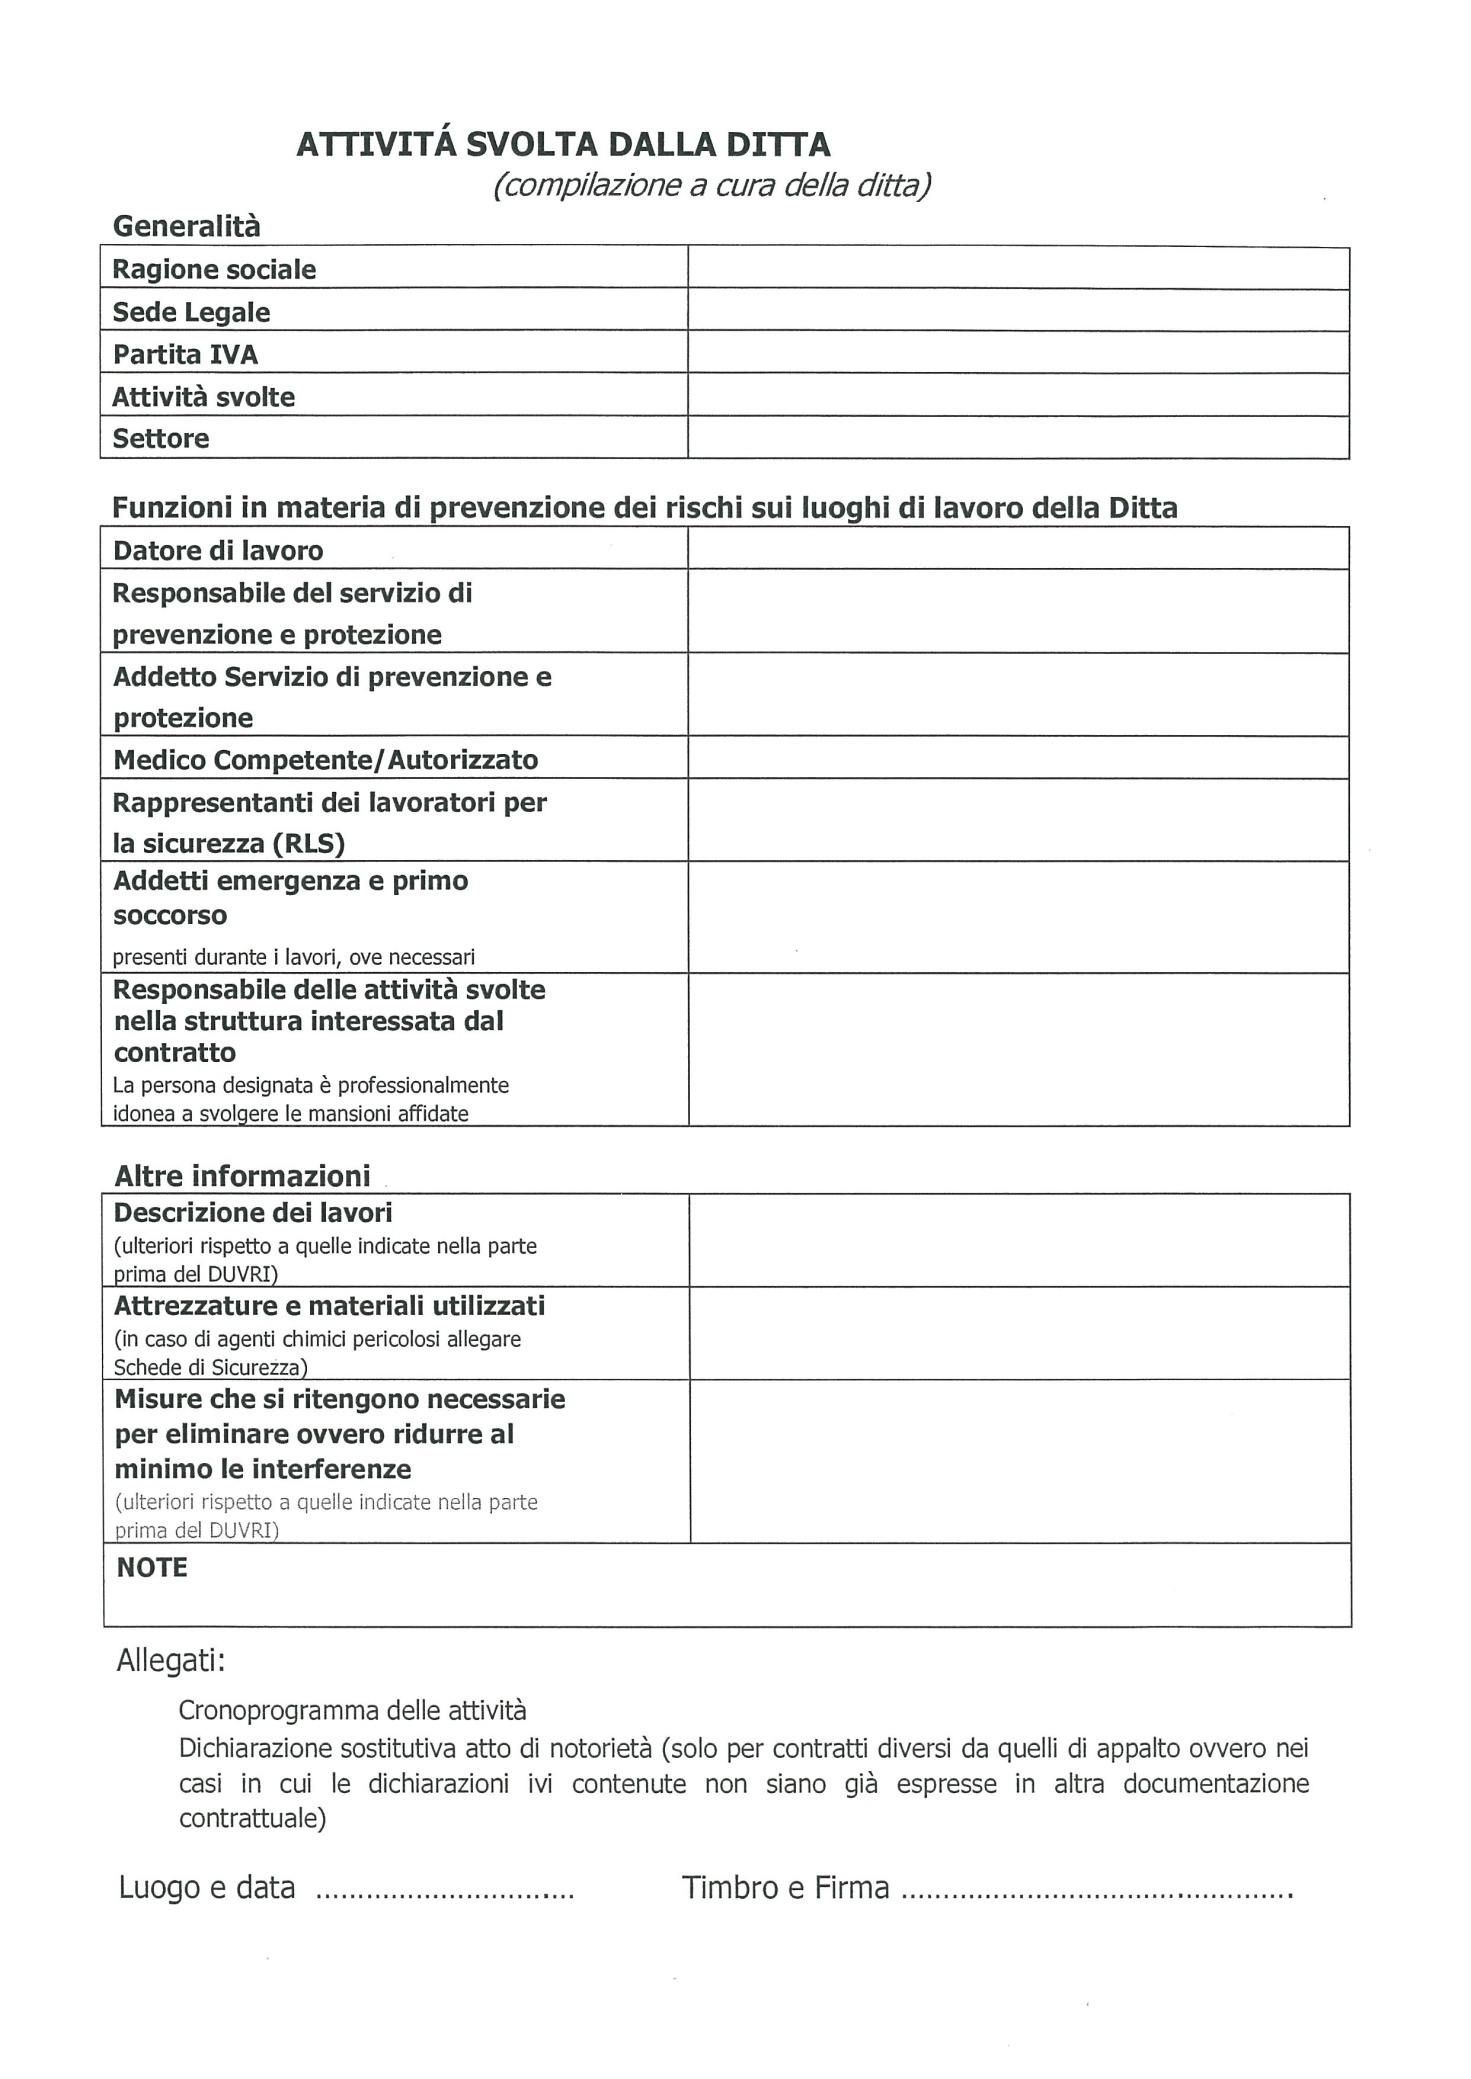 ATTIVITÁ SVOLTA DALLA DITTA
(compilazione a cura della ditta)
Generalità
Ragione sociale
Sede Legale
Partita IVA
Attività svolte
Settore
Funzioni in materia di prevenzione dei rischi sui luoghi di lavoro della Ditta
Datore di lavoro
Responsabile del servizio di
prevenzione e protezione
Addetto Servizio di prevenzione e
protezione
Medico Competente/Autorizzato
Rappresentanti dei lavoratori per
la sicurezza (RLS)
Addetti emergenza e primo
soccorso
presenti durante i lavori, ove necessari
Responsabile delle attività svolte
nella struttura interessata dal
contratto
La persona designata è professionalmente
idonea a svolgere le mansioni affidate
Altre informazioni
Descrizione dei lavori
(ulteriori rispetto a quelle indicate nella parte
prima del DUVRI)
Attrezzature e materiali utilizzati
(in caso di agenti chimici pericolosi allegare
Schede di Sicurezza)
Misure che si ritengono necessarie
per eliminare ovvero ridurre al
minimo le interferenze
(ulteriori rispetto a quelle indicate nella parte
prima del DUVRI)
NOTE
Allegati:
Cronoprogramma delle attività
Dichiarazione sostitutiva atto di notorietà (solo per contratti diversi da quelli di appalto ovvero nei
casi in cui le dichiarazioni ivi contenute non siano già espresse in altra documentazione
contrattuale)
Luogo e data ............................... Timbro e Firma ...............................................